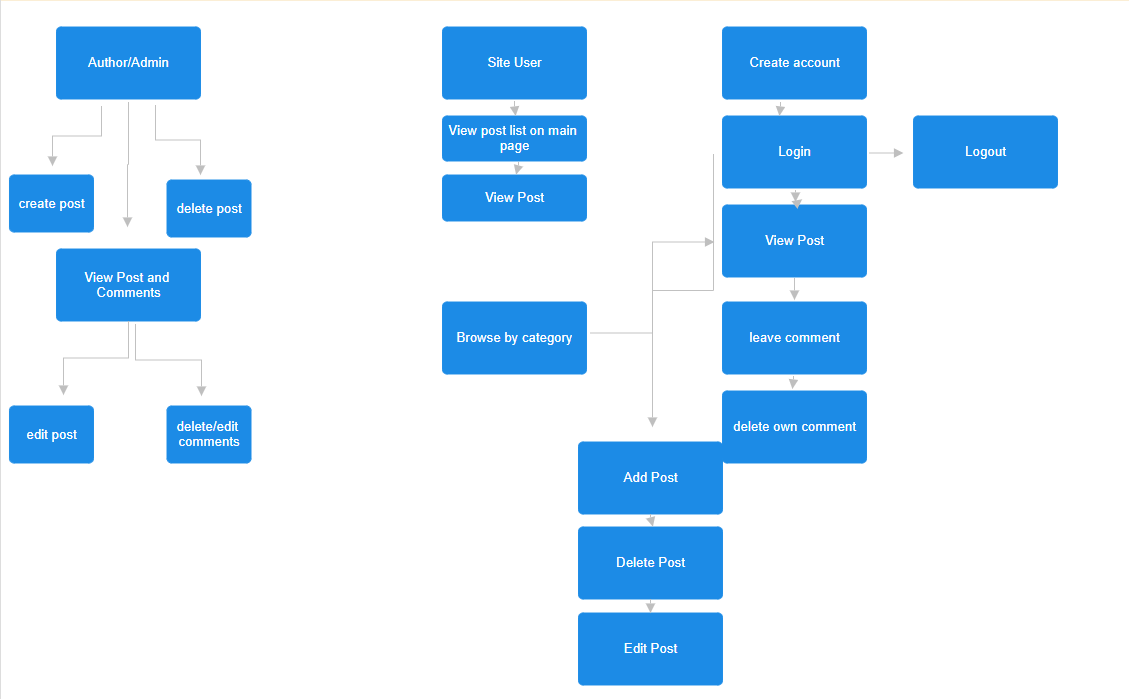 Author/Admin
create post
delete post
View Post and
Comments
edit post
delete/edit
comments
Site User
View post list on main
page
View Post
Browse by category
Create account
Login
Logout
View Post
leave comment
delete own comment
Add Post
Delete Post
Edit Post